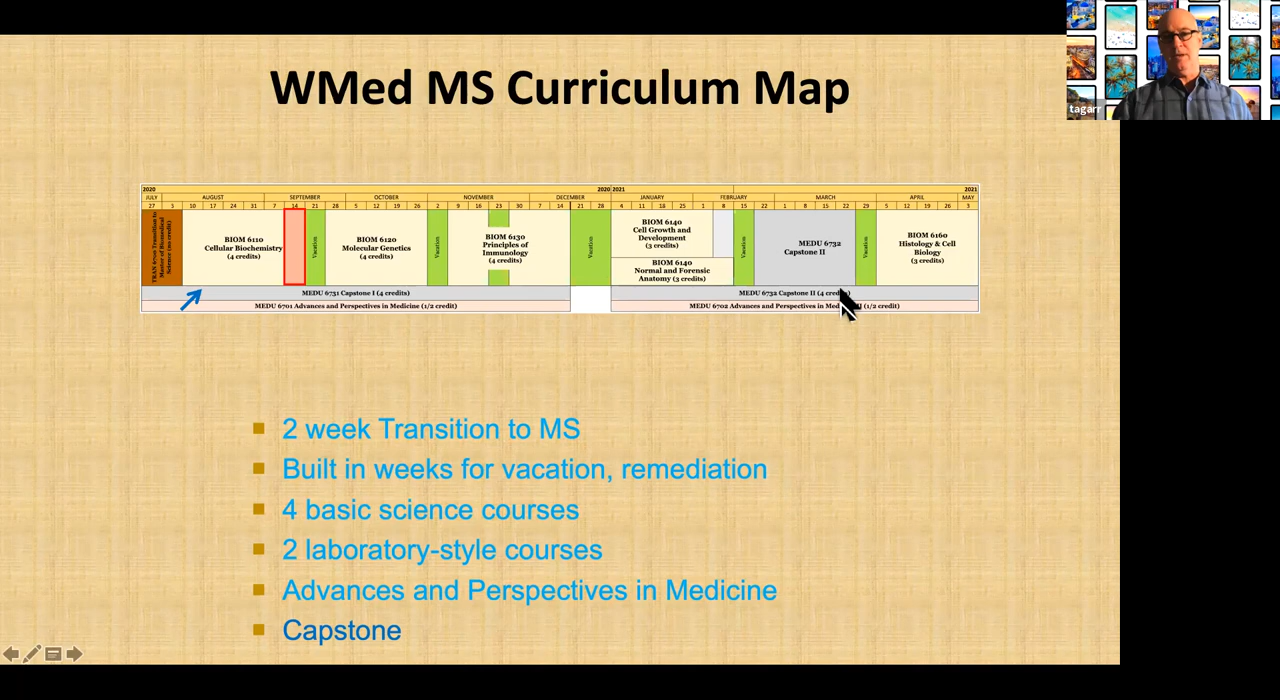 WMed MS Curriculum Map
tagarr
2020 2020 2021 2021
JULY AUGUST SEPTEMBER OCTOBER NOVEMBER DECEMBER JANUARY FEBRUARY MARCH APRIL MAY
27 3 10 17 24 31 7 14 21 28 5 12 19 26 2 9 16 23 30 7 14 21 28 4 11 18 25 1 8 15 22 1 8 15 22 29 5 12 19 26 3
Master of Biomedical
Science (no credit)
BIOM 6110
Cellular Biochemistry
(4 credits)
Vacation
BIOM 6120
Molecular Genetics
(4 credits)
Vacation
BIOM 6130
Principles of
Immunology
(4 credits)
Vacation
BIOM 6140
Cell Growth and
Development
(3 credits)
BIOM 6140
Normal and Forensic
Anatomy (3 credits)
Vacation
MEDU 6732
Capstone II
Vacation
BIOM 6160
Histology & Cell
Biology
(3 credits)
MEDU 6731 Capstone I (4 credits)
MEDU 6732 Capstone II (4
MEDU 6701 Advances and Perspectives in Medicine (1/2 credit)
MEDU 6702 Advances and Perspectives in (1/2 credit)
2 week Transition to MS
Built in weeks for vacation, remediation
4 basic science courses
2 laboratory-style courses
Advances and Perspectives in Medicine
Capstone